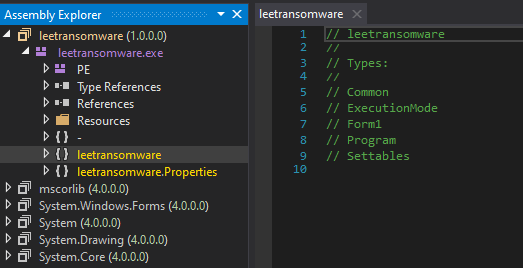 Assembly Explorer
leetransomware (1.0.0.0)
leetransomware.exe
PE
Type References
References
Resources
{ } -
{ } leetransomware
{ } leetransomware.Properties
mscorlib (4.0.0.0)
System.Windows.Forms (4.0.0.0)
System (4.0.0.0)
System.Drawing (4.0.0.0)
System.Core (4.0.0.0)
leetransomware
1 // leetransomware
2 //
3 // Types:
4 //
5 // Common
6 // ExecutionMode
7 // Form1
8 // Program
9 // Settables
10